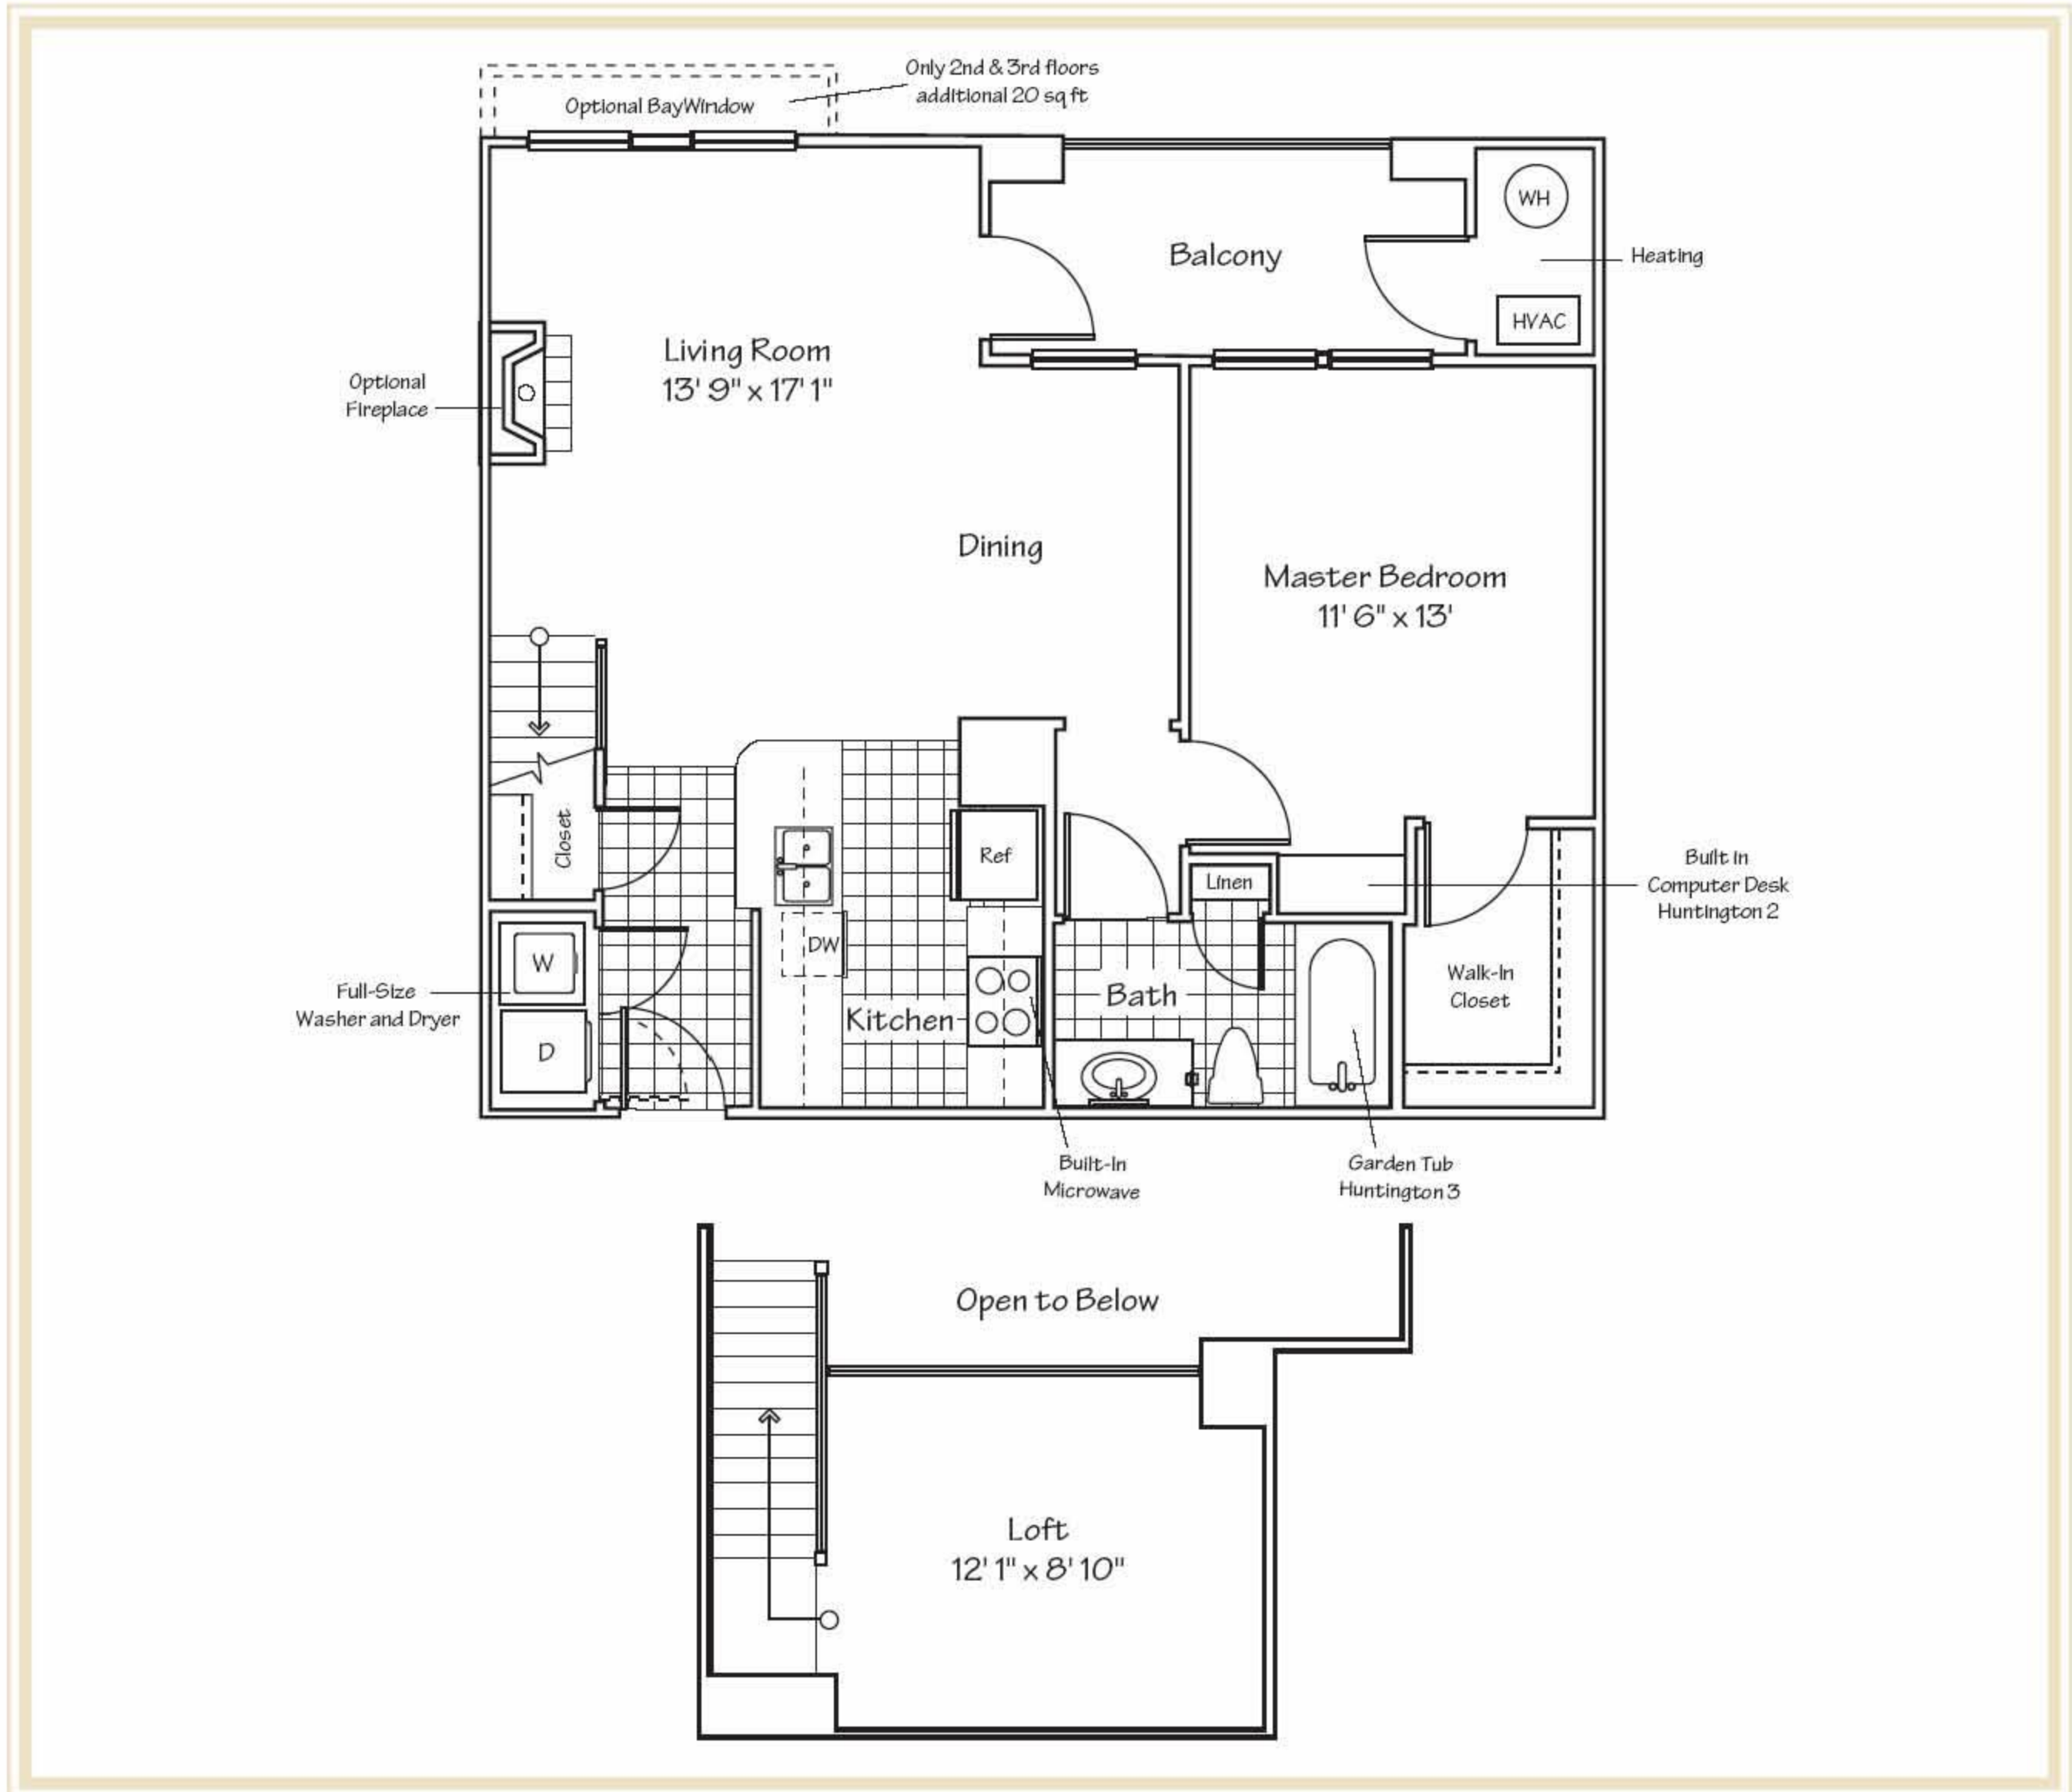 Only 2nd & 3rd floors
additional 20 sq ft
Optional BayWindow
WH
Balcony
Heating
HVAC
Living Room
13' 9" x 17' 1"
Optional
Fireplace
Dining
Master Bedroom
11' 6" x 13'
Closet
Ref
Linen
Built in
Computer Desk
Huntington 2
DW
W
Walk-In
Closet
Full-Size
Washer and Dryer
Bath
Kitchen
D
Built-In
Microwave
Garden Tub
Huntington 3
Open to Below
Loft
12' 1" x 8' 10"